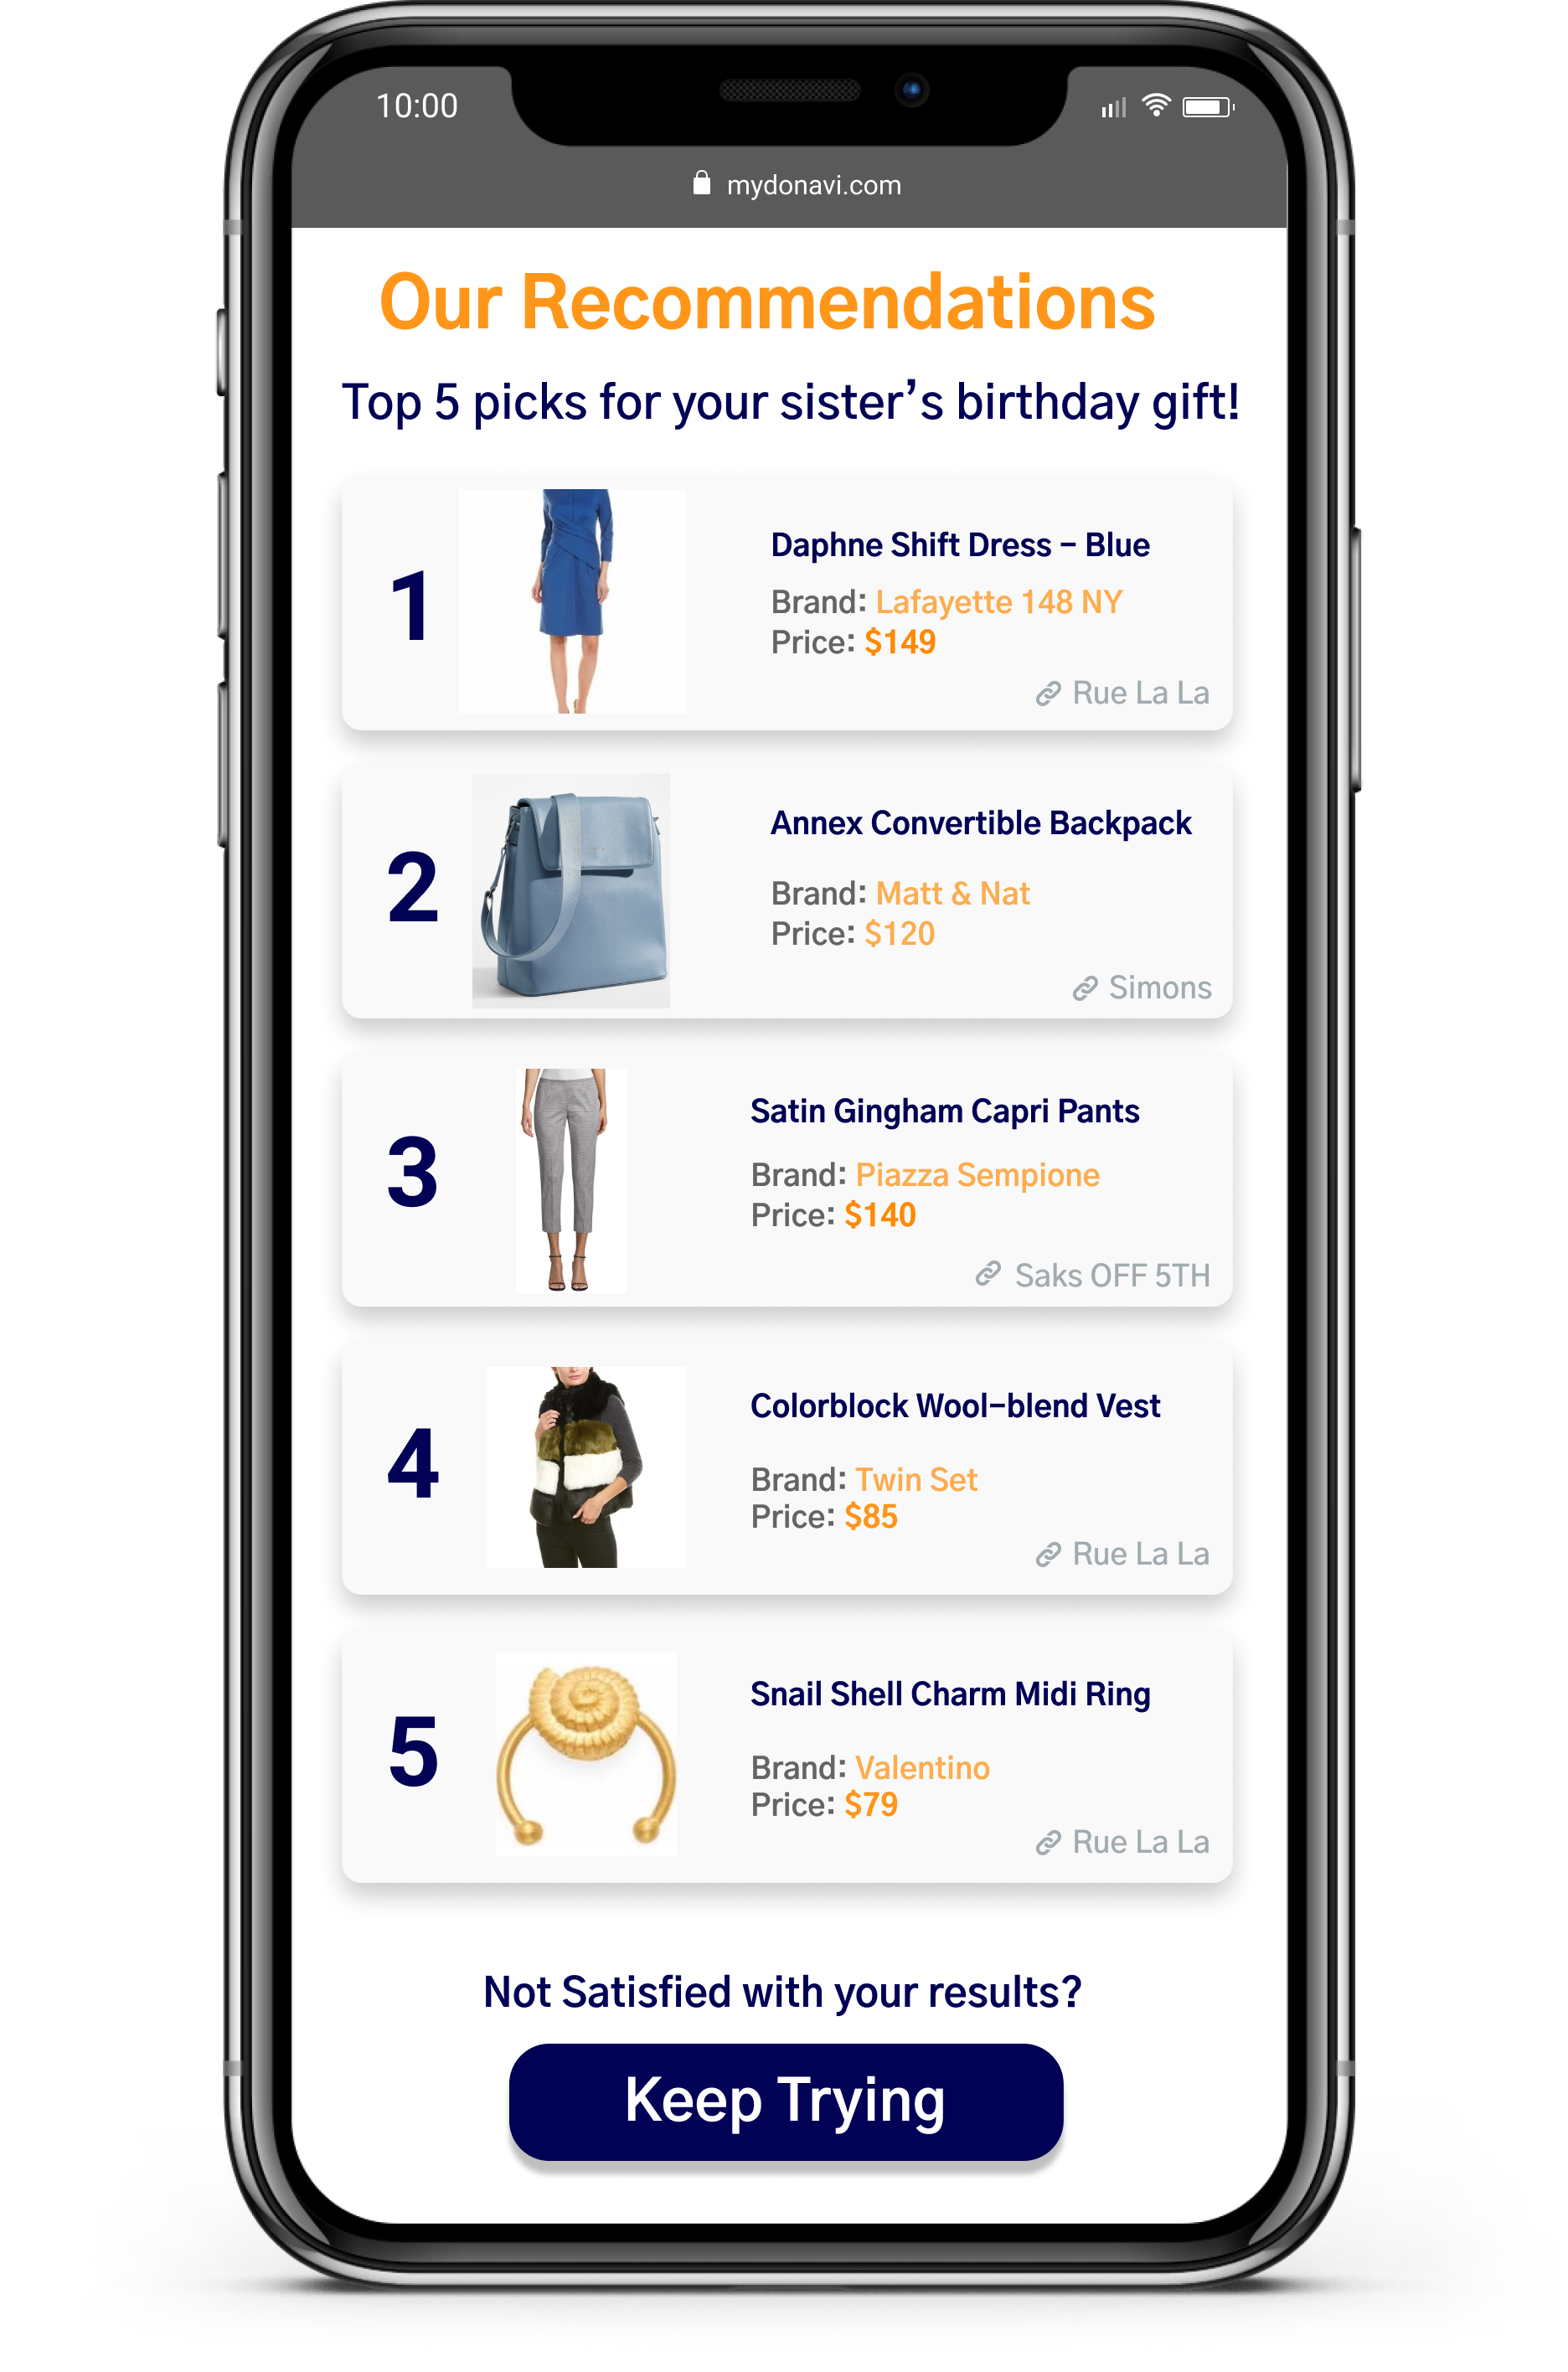 10:00
mydonavi.com
Our Recommendations
Top 5 picks for your sister’s birthday gift!
1
Daphne Shift Dress - Blue
Brand: Lafayette 148 NY
Price: $149
Rue La La
2
Annex Convertible Backpack
Brand: Matt & Nat
Price: $120
Simons
3
Satin Gingham Capri Pants
Brand: Piazza Sempione
Price: $140
Saks OFF 5TH
4
Colorblock Wool-blend Vest
Brand: Twin Set
Price: $85
Rue La La
5
Snail Shell Charm Midi Ring
Brand: Valentino
Price: $79
Rue La La
Not Satisfied with your results?
Keep Trying